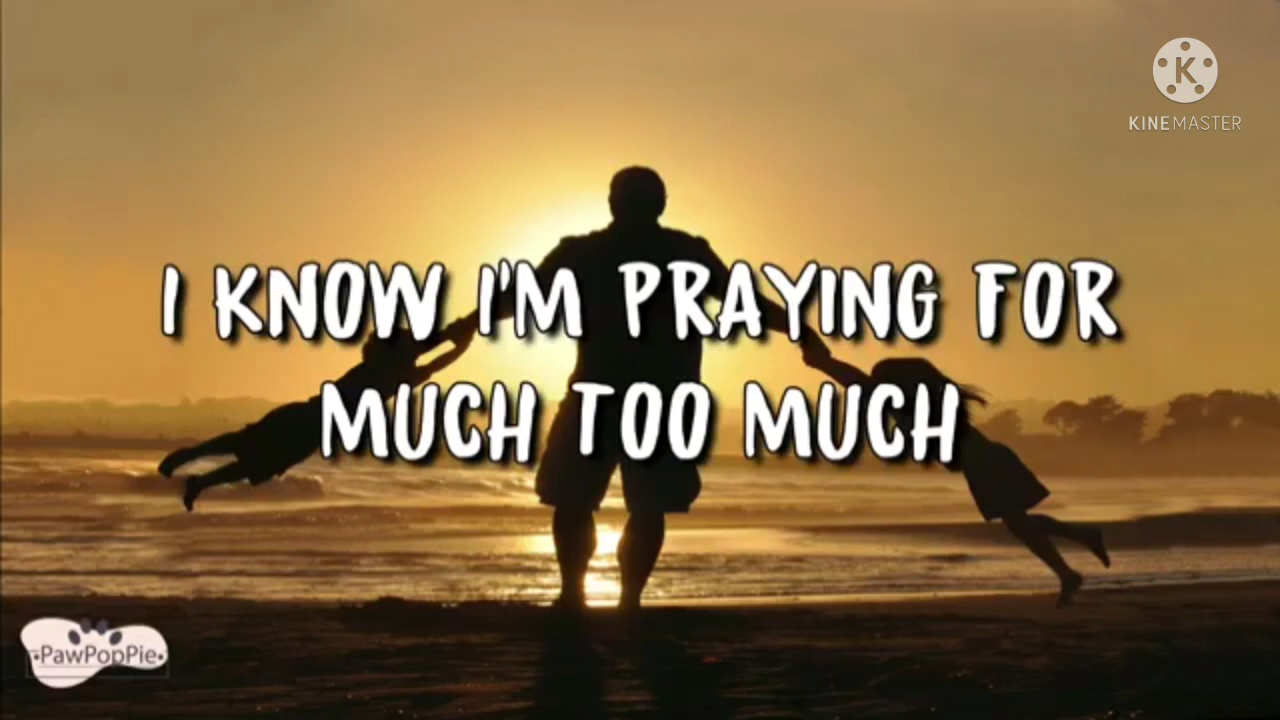 K
KINEMASTER
I KNOW I'M PRAYING FOR
MUCH TOO MUCH
•PawPopPie•